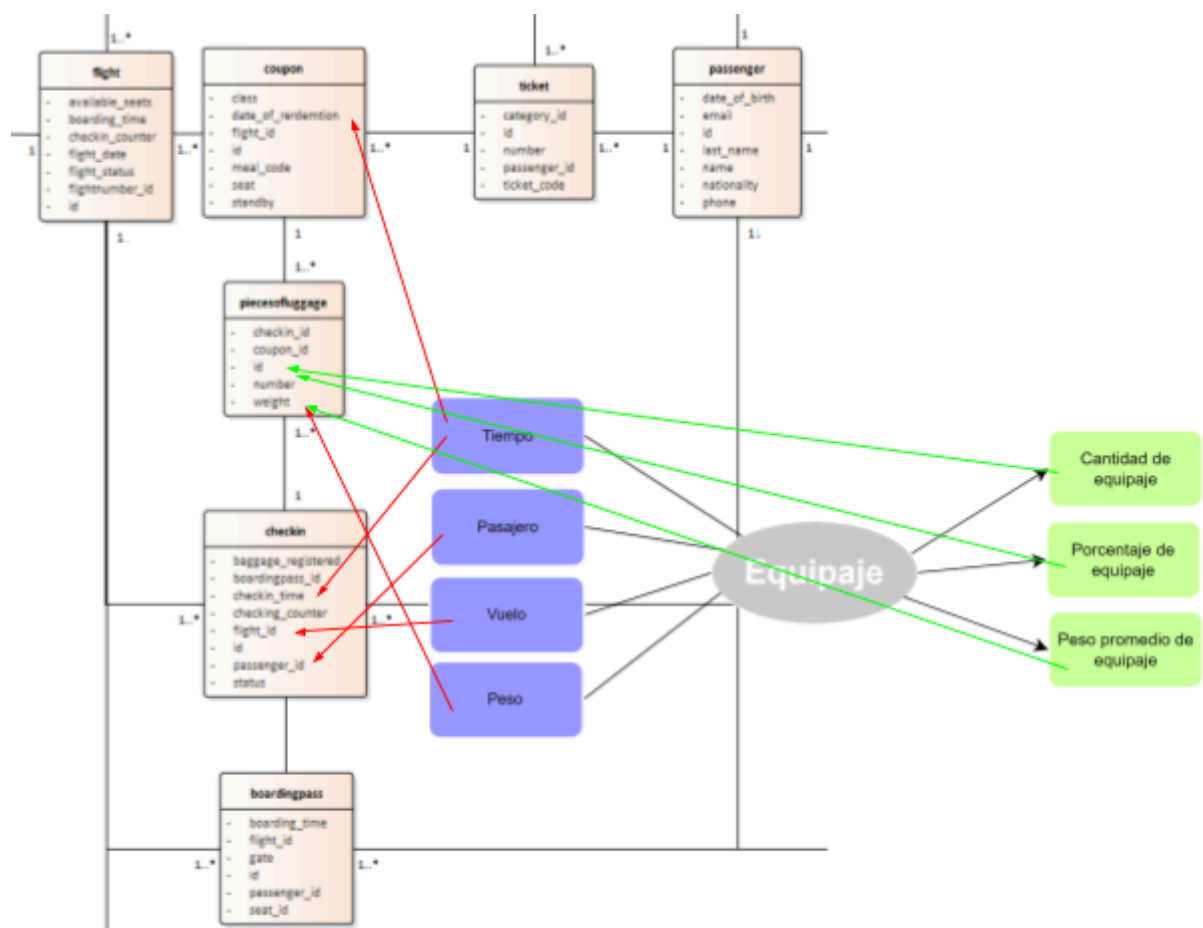 1..*
1..*
1
flight
- available_seats
- boarding_time
- checkin_counter
- flight_date
- flight_status
- flightnumber_id
- id
coupon
- class
- date_of_rerdemtion
- flight_id
- id
- meal_code
- seat
- standby
ticket
- category_id
- id
- number
- passenger_id
- ticket_code
passenger
- date_of_birth
- email
- id
- last_name
- name
- nationality
- phone
1
1..*
1..*
1
1..*
1
1
1.
1
1..*
piecesofluggage
- checkin_id
- coupon_id
- id
- number
- weight
1..*
1
checkin
- baggage_registered
- boardingpass_id
- checkin_time
- checking_counter
- flight_id
- id
- passenger_id
- status
1..*
1..*
boardingpass
- boarding_time
- flight_id
- gate
- id
- passenger_id
- seat_id
1..*
1..*
Tiempo
Pasajero
Vuelo
Peso
Equipaje
Cantidad de
equipaje
Porcentaje de
equipaje
Peso promedio de
equipaje